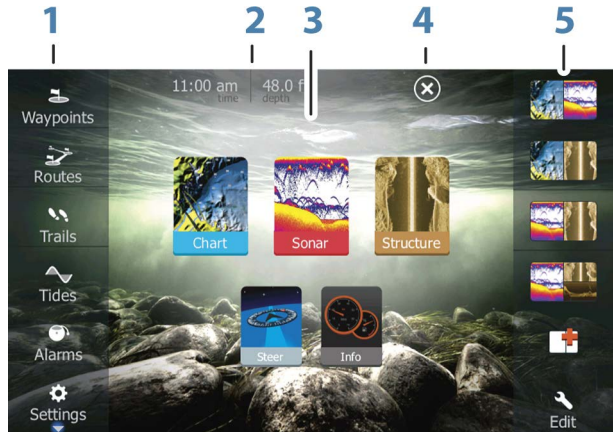 1 2 3 4 5
11:00 am 48.0 f
time depth
Waypoints
Routes
Trails
Tides
Alarms
Settings
Chart Sonar Structure
Steer Info
Edit